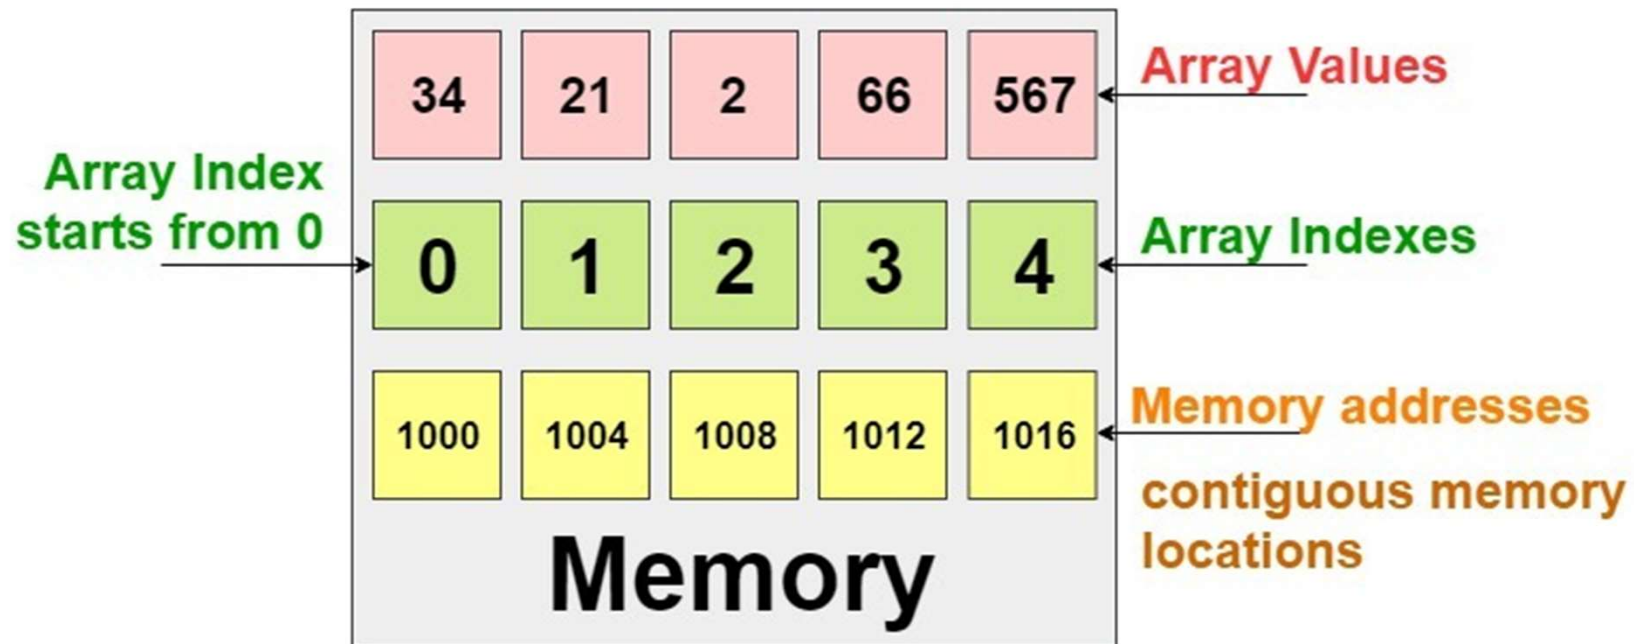 34 21 2 66 567
Array Values
Array Index
starts from 0
0 1 2 3 4
Array Indexes
1000 1004 1008 1012 1016
Memory addresses
contiguous memory
locations
Memory